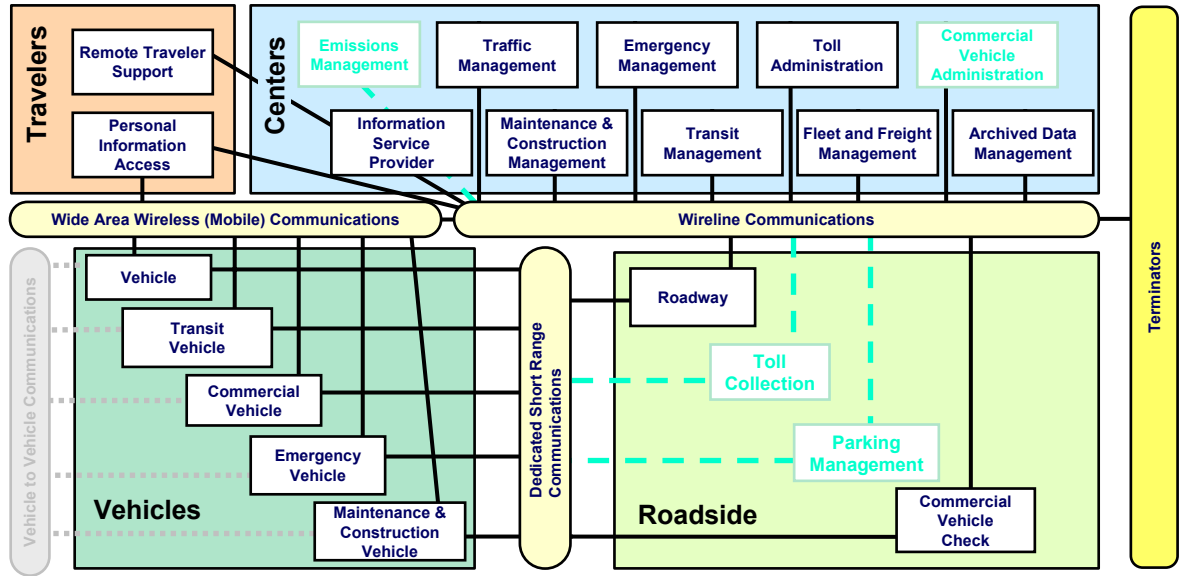 Travelers
Remote Traveler
Support
Personal
Information
Access
Centers
Emissions
Management
Traffic
Management
Emergency
Management
Toll
Administration
Commercial
Vehicle
Administration
Information
Service
Provider
Maintenance &
Construction
Management
Transit
Management
Fleet and Freight
Management
Archived Data
Management
Wide Area Wireless (Mobile) Communications
Wireline Communications
Terminators
Vehicle to Vehicle Communications
Vehicle
Transit
Vehicle
Commercial
Vehicle
Emergency
Vehicle
Maintenance &
Construction
Vehicle
Vehicles
Dedicated Short Range
Communications
Roadway
Toll
Collection
Parking
Management
Commercial
Vehicle
Check
Roadside